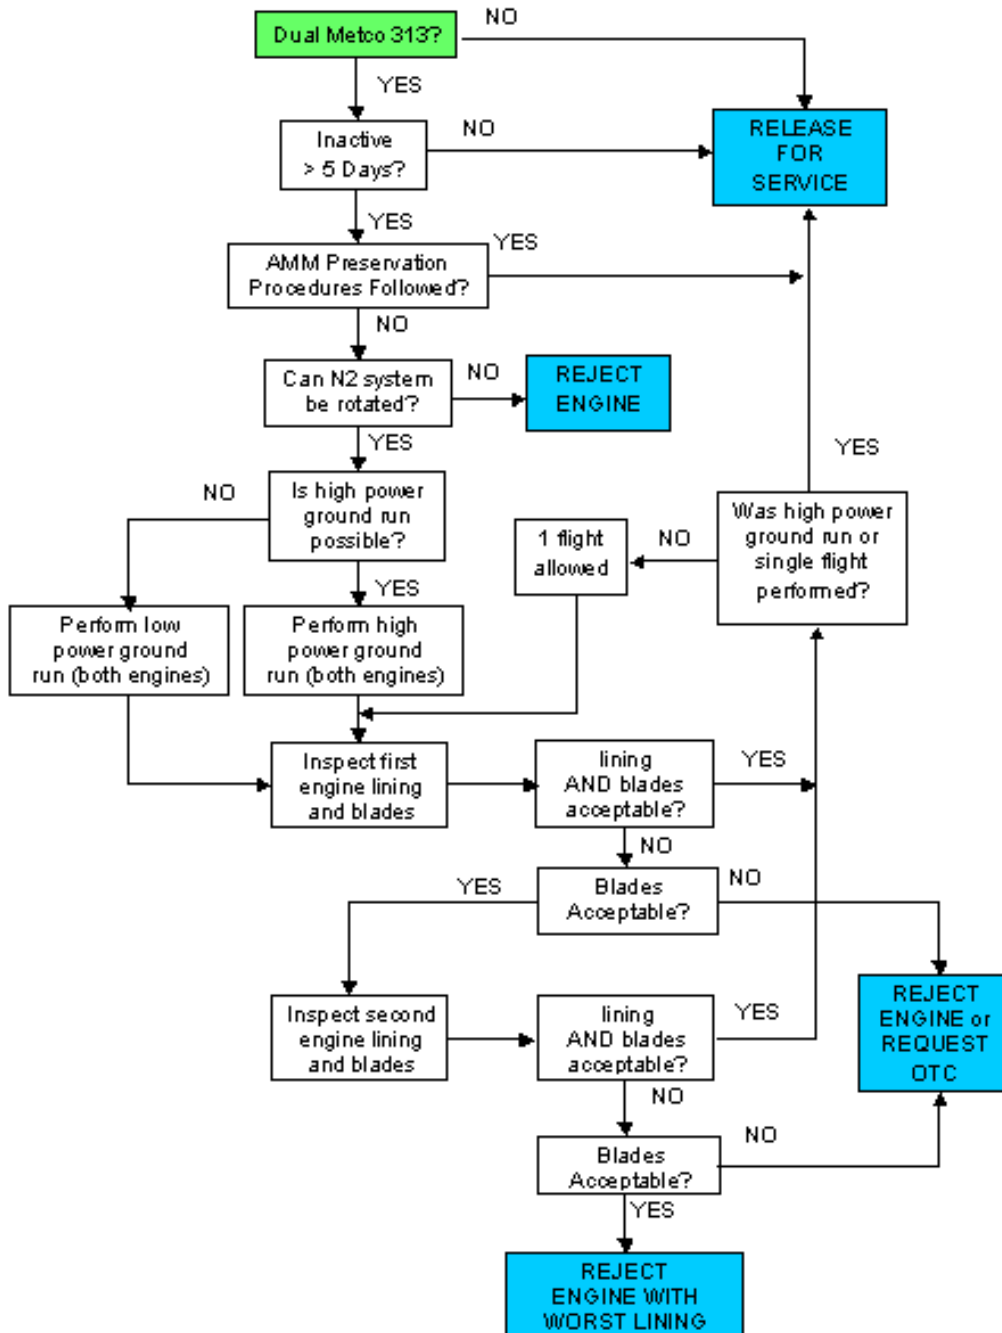 Dual Metco 313?
NO
YES
Inactive
> 5 Days?
NO
RELEASE
FOR
SERVICE
YES
AMM Preservation
Procedures Followed?
YES
NO
Can N2 system
be rotated?
NO
REJECT
ENGINE
YES
Is high power
ground run
possible?
NO
YES
1 flight
allowed
NO
Was high power
ground run or
single flight
performed?
YES
Perform low
power ground
run (both engines)
Perform high
power ground
run (both engines)
Inspect first
engine lining
and blades
lining
AND blades
acceptable?
YES
NO
Blades
Acceptable?
YES
NO
Inspect second
engine lining
and blades
lining
AND blades
acceptable?
YES
REJECT
ENGINE or
REQUEST
OTC
NO
Blades
Acceptable?
NO
YES
REJECT
ENGINE WITH
WORST LINING